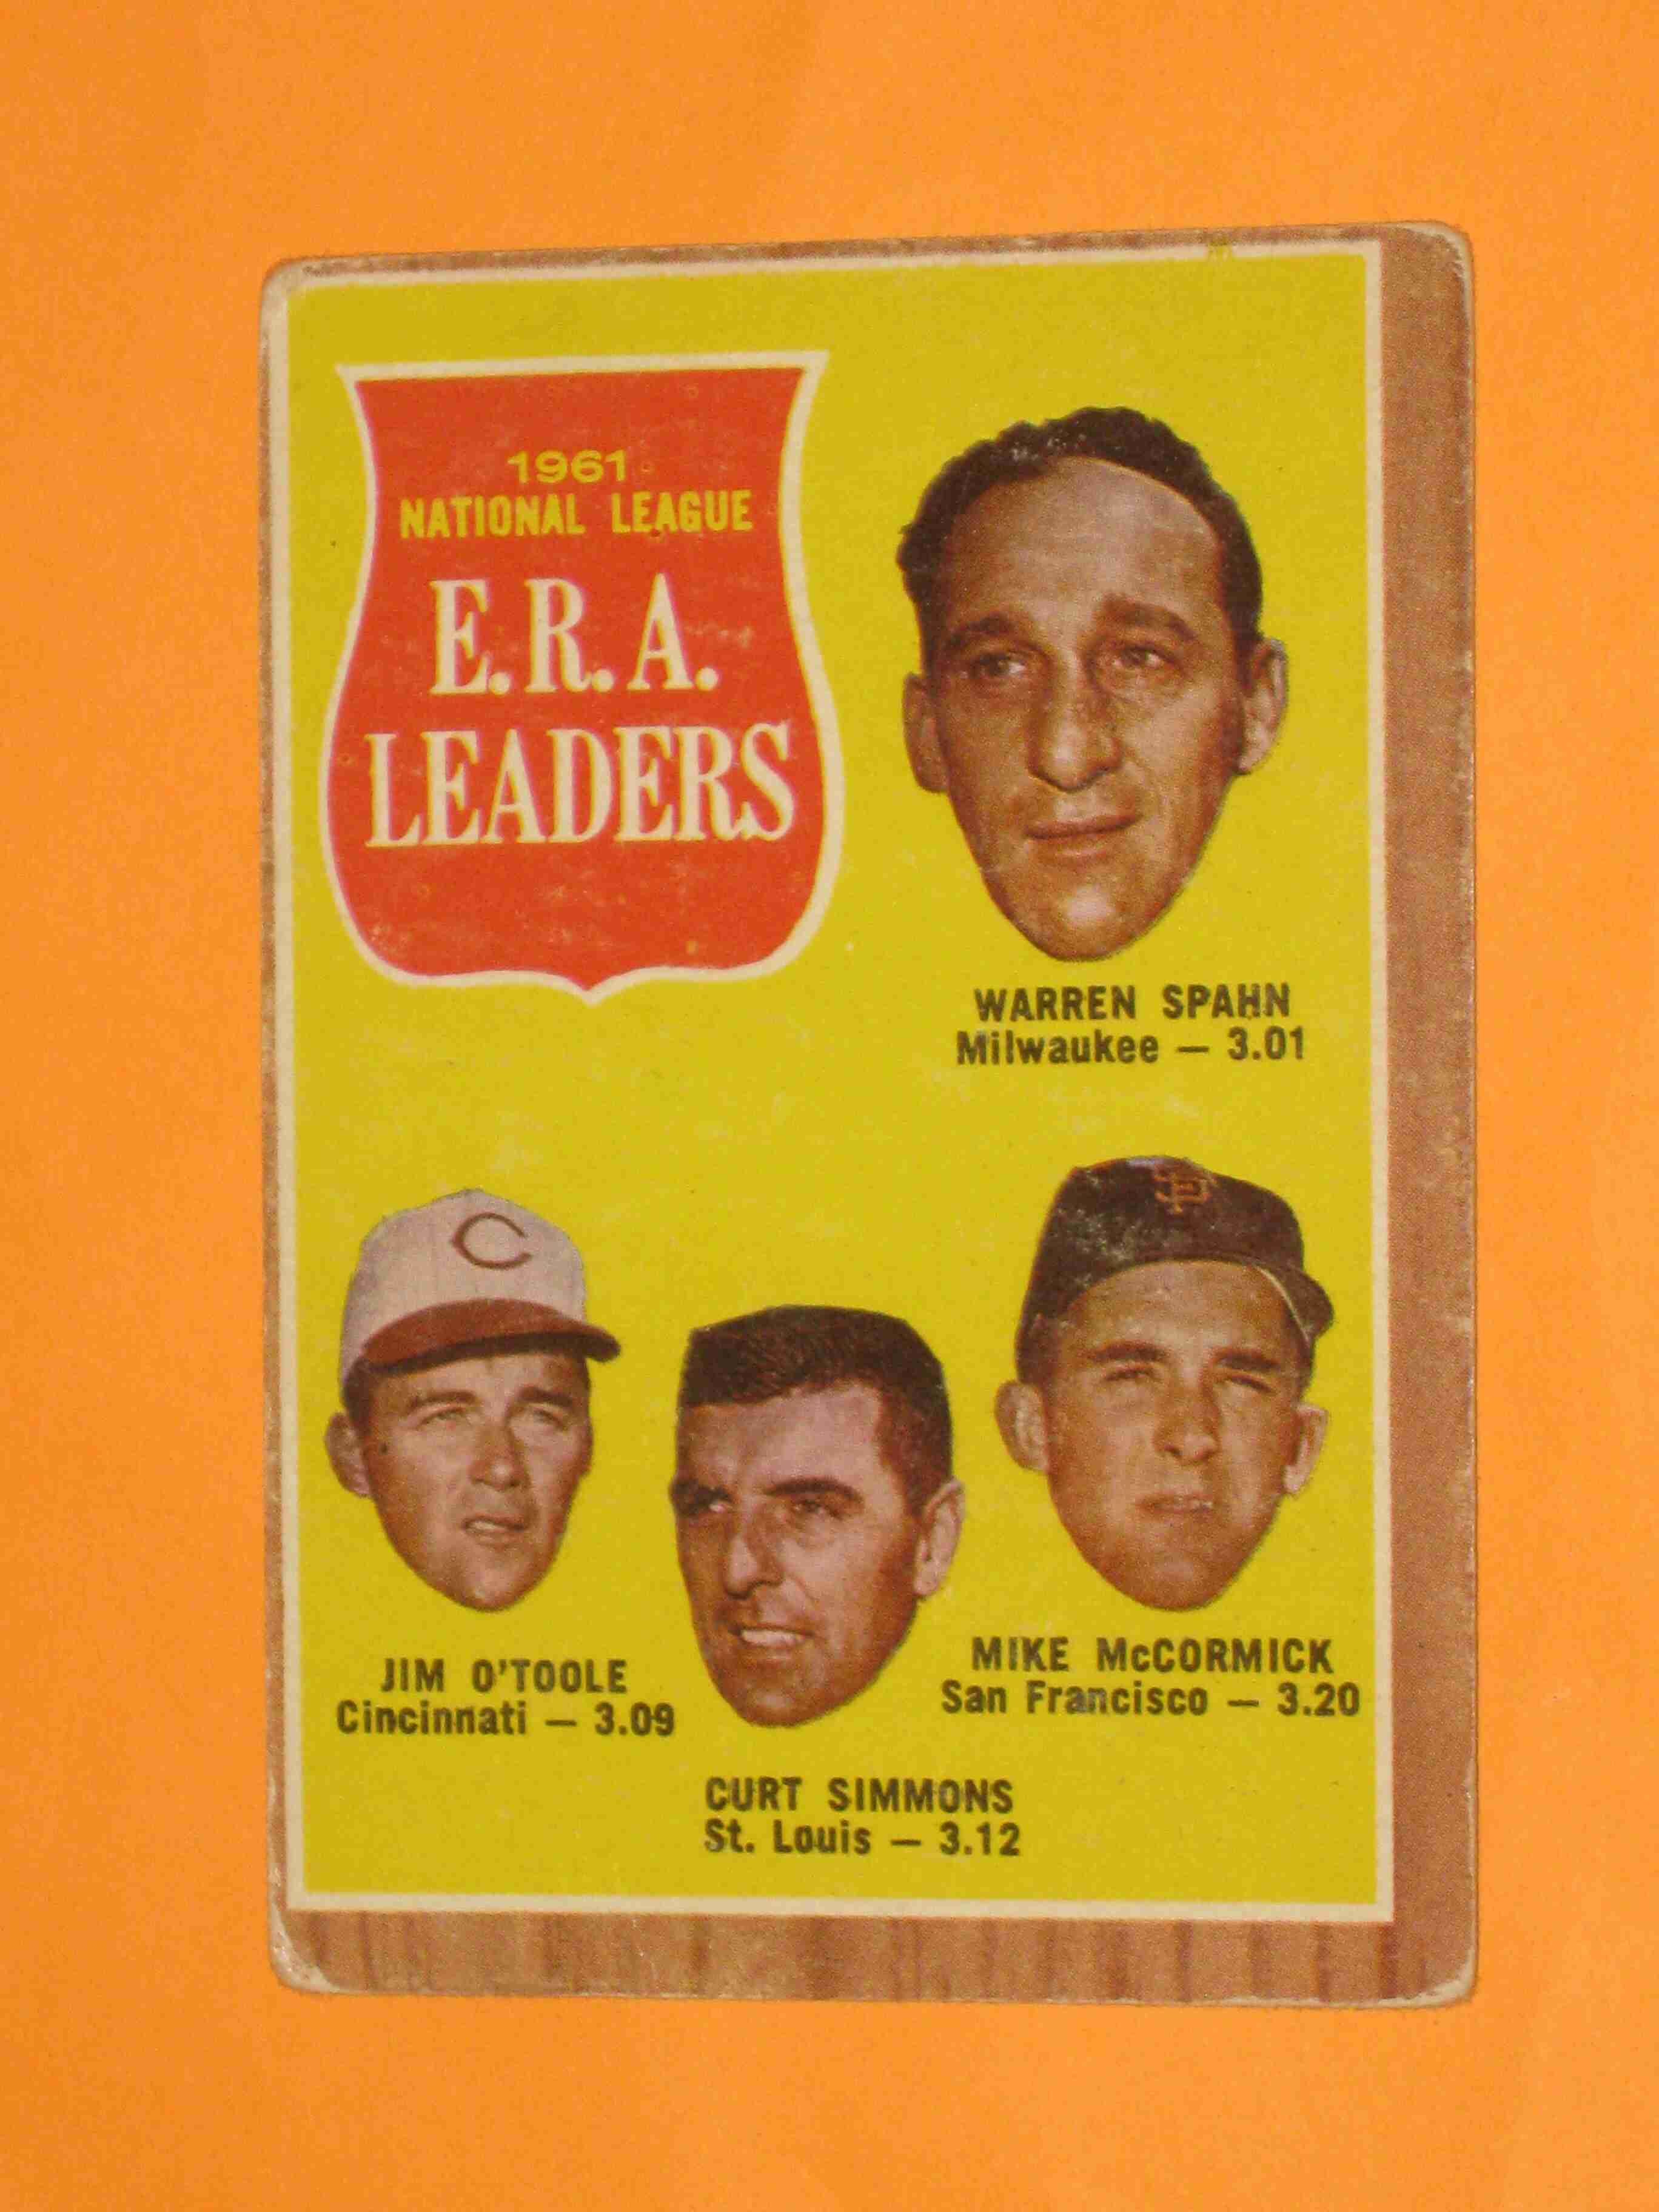 1961
NATIONAL LEAGUE
E.R.A.
LEADERS
WARREN SPAHN
Milwaukee — 3.01
C
SF
JIM O'TOOLE
Cincinnati — 3.09
MIKE McCORMICK
San Francisco — 3.20
CURT SIMMONS
St. Louis — 3.12